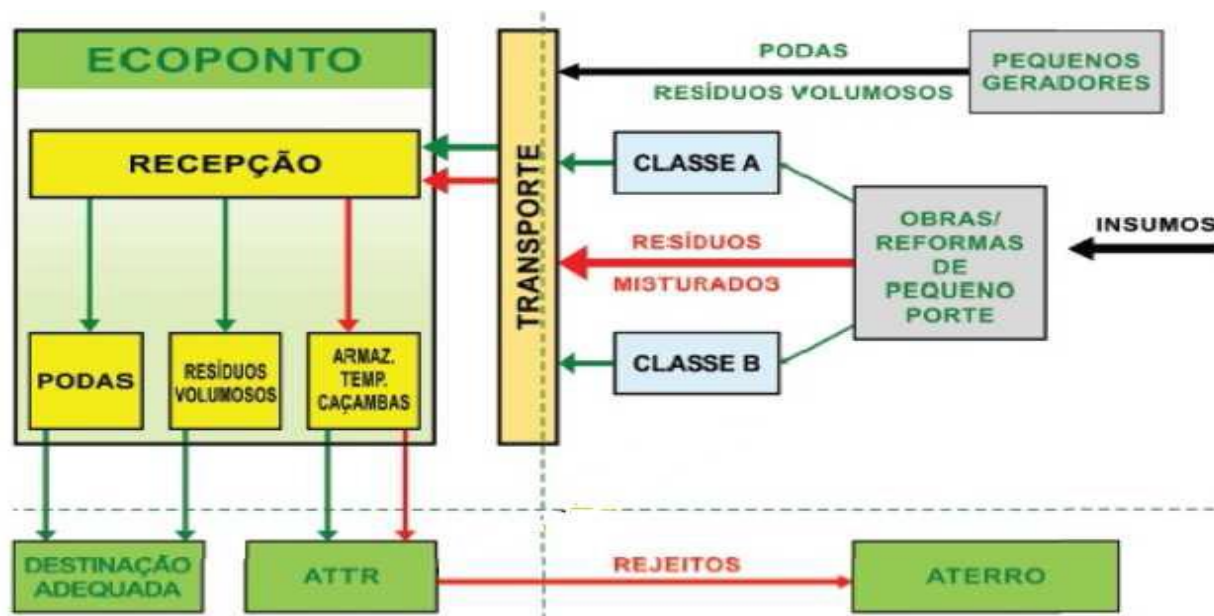 ECOPONTO
RECEPÇÃO
PODAS
RESÍDUOS
VOLUMOSOS
ARMAZ.
TEMP.
CAÇAMBAS
TRANSPORTE
PODAS
RESÍDUOS VOLUMOSOS
PEQUENOS
GERADORES
CLASSE A
RESÍDUOS
MISTURADOS
CLASSE B
OBRAS/
REFORMAS
DE
PEQUENO
PORTE
INSUMOS
DESTINAÇÃO
ADEQUADA
ATTR
REJEITOS
ATERRO